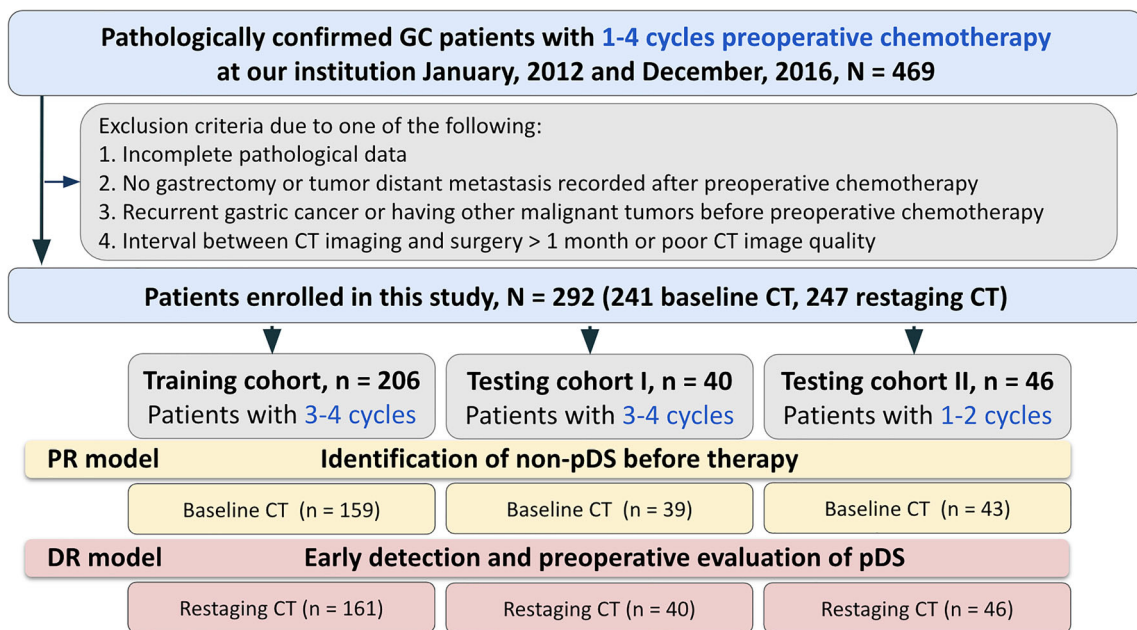 Pathologically confirmed GC patients with 1-4 cycles preoperative chemotherapy
at our institution January, 2012 and December, 2016, N = 469
Exclusion criteria due to one of the following:
1. Incomplete pathological data
2. No gastrectomy or tumor distant metastasis recorded after preoperative chemotherapy
3. Recurrent gastric cancer or having other malignant tumors before preoperative chemotherapy
4. Interval between CT imaging and surgery > 1 month or poor CT image quality
Patients enrolled in this study, N = 292 (241 baseline CT, 247 restaging CT)
Training cohort, n = 206
Patients with 3-4 cycles
Testing cohort I, n = 40
Patients with 3-4 cycles
Testing cohort II, n = 46
Patients with 1-2 cycles
PR model Identification of non-pDS before therapy
Baseline CT (n = 159)
Baseline CT (n = 39)
Baseline CT (n = 43)
DR model Early detection and preoperative evaluation of pDS
Restaging CT (n = 161)
Restaging CT (n = 40)
Restaging CT (n = 46)